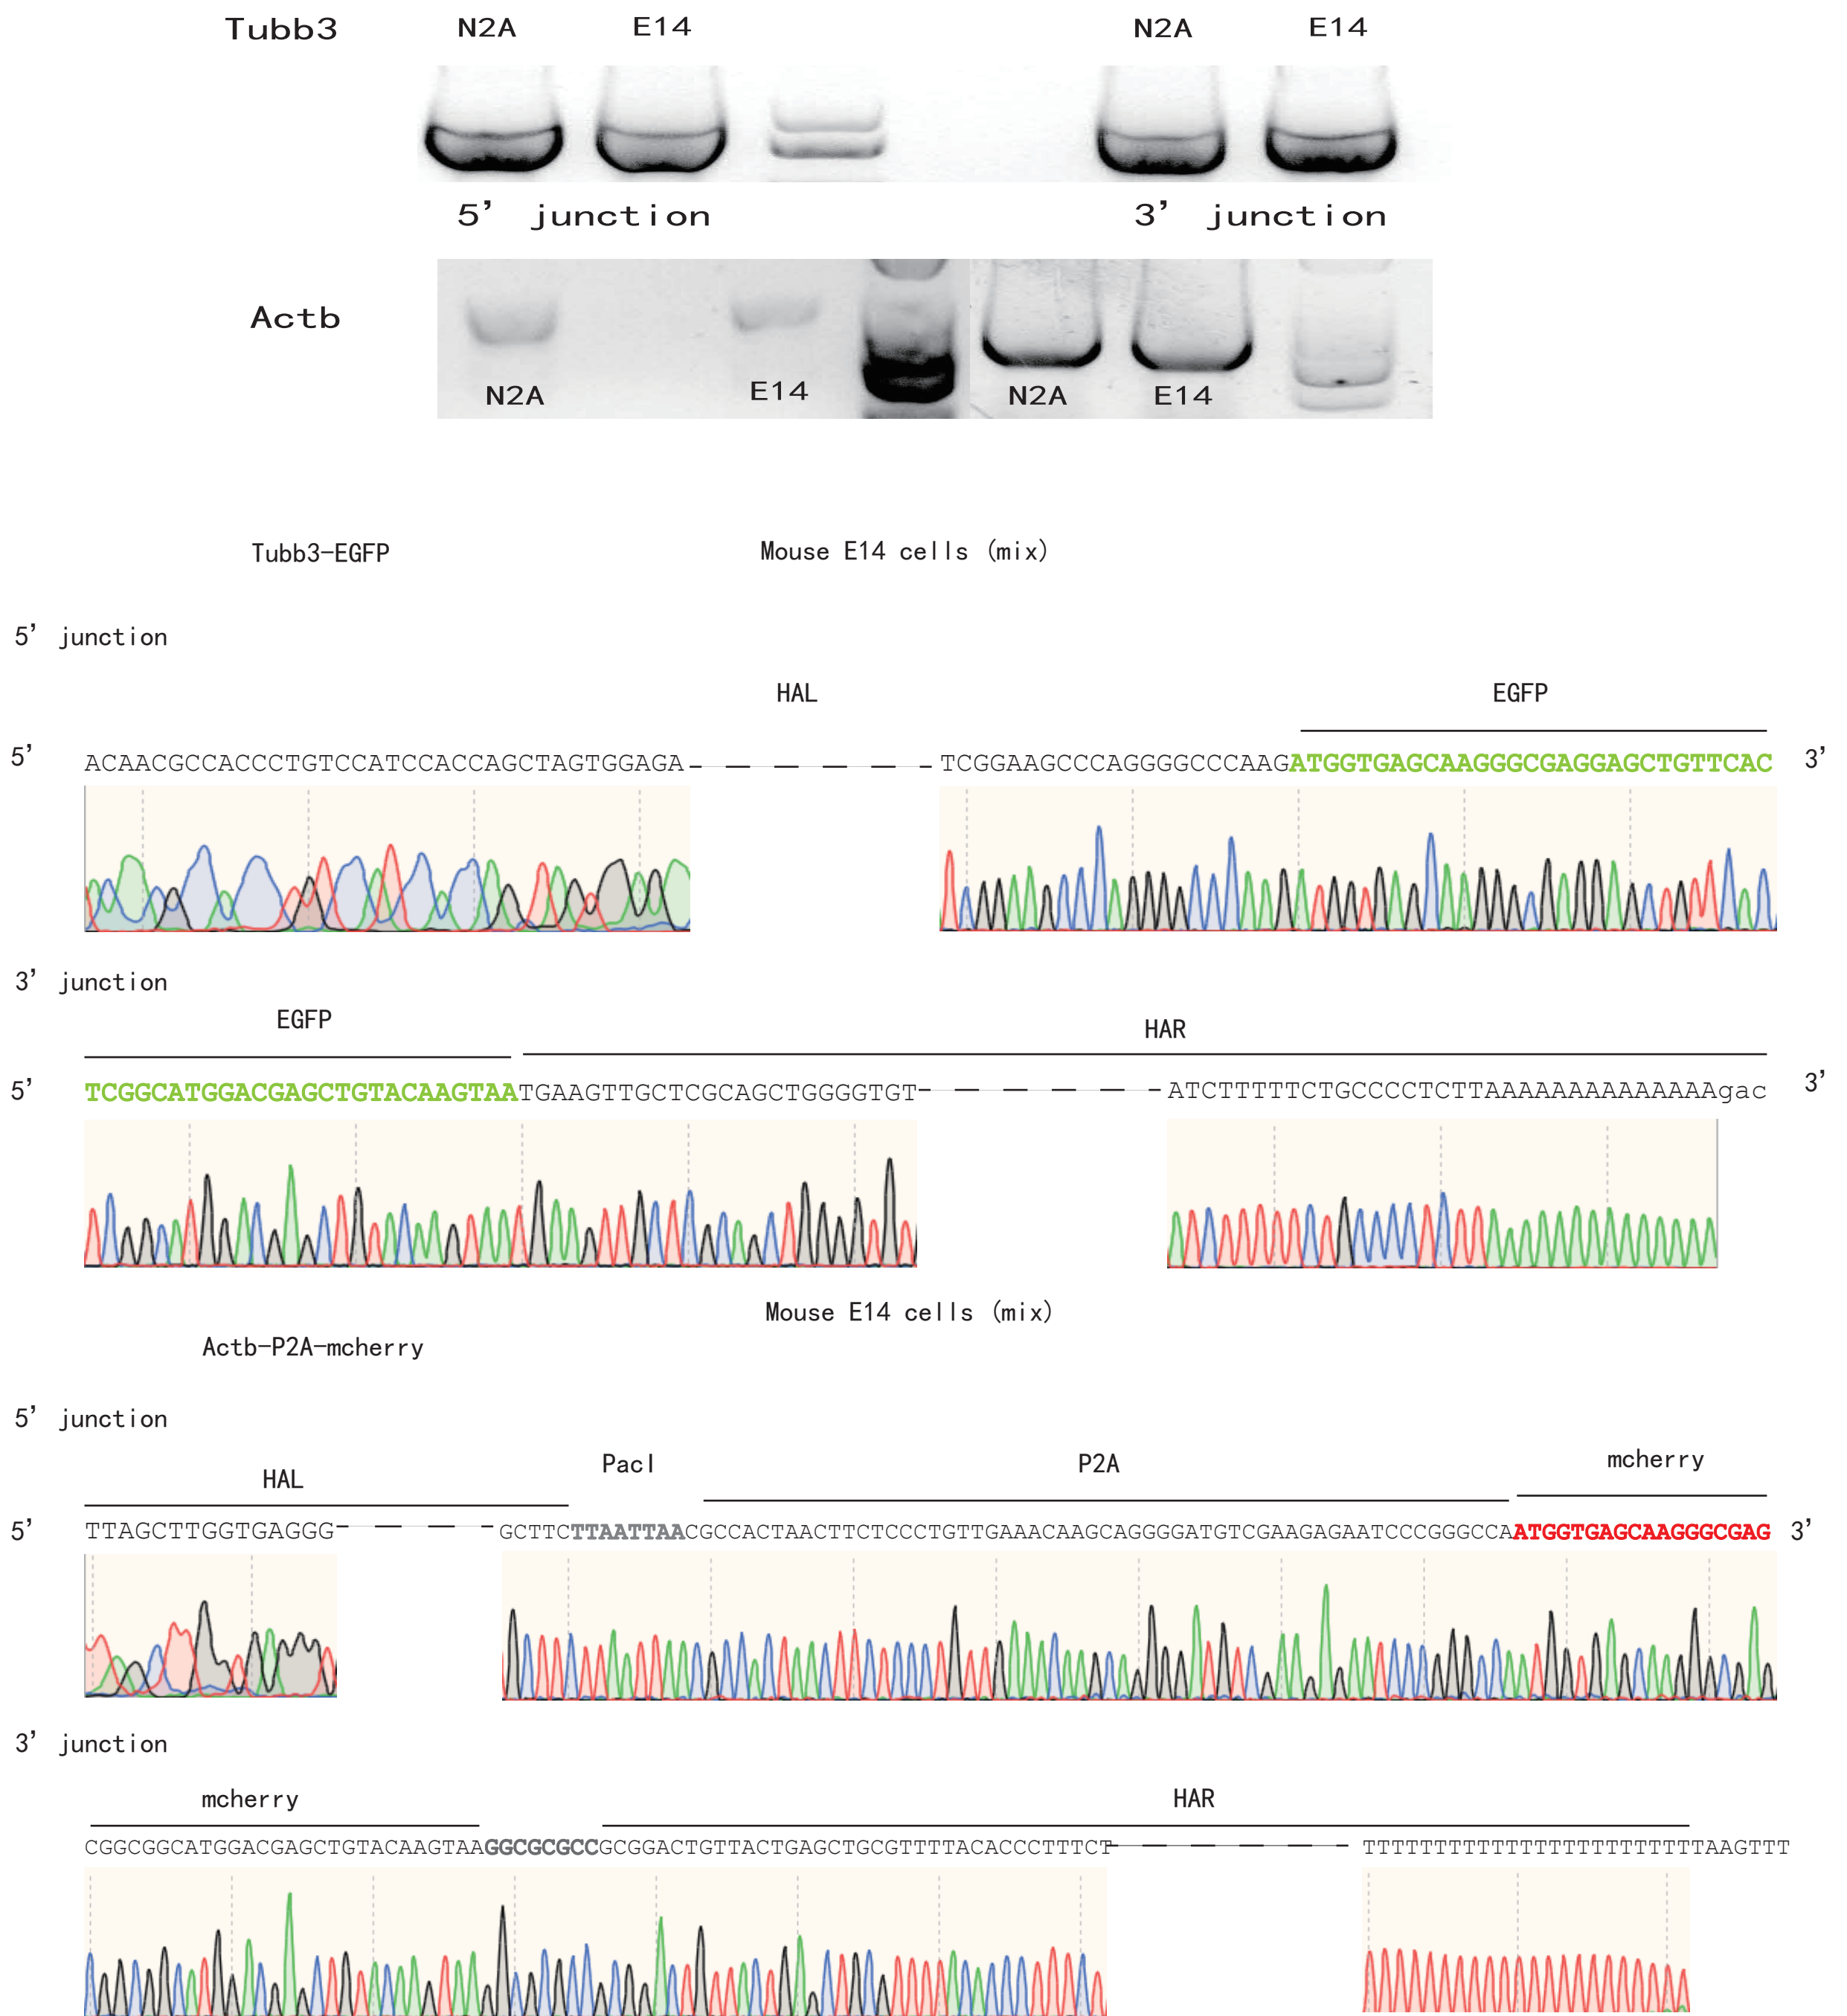 Tubb3 N2A E14 N2A E14
5' junction 3' junction
Actb
N2A E14 N2A E14
Tubb3-EGFP Mouse E14 cells (mix)
5' junction
HAL EGFP
5' ACAACGCCACCCTGTCCATCCACCAGCTAGTGGAGA TCGGAAGCCCAGGGGCCCAAGATGGTGAGCAAGGGCGAGGAGCTGTTCAC 3'
3' junction
EGFP HAR
5' TCGGCATGGACGAGCTGTACAAGTAATGAAGTTGCTCGCAGCTGGGGTGT ATCTTTTTCTGCCCCTCTTAAAAAAAAAAAAAAAgac 3'
Mouse E14 cells (mix)
Actb-P2A-mcherry
5' junction
HAL PacI P2A mcherry
5' TTAGCTTGGTGAGGG GCTTCTTAATTAACGCCACTAACTTCTCCCTGTTGAAACAAGCAGGGGATGTCGAAGAGAATCCCGGGCCAATGGTGAGCAAGGGCGAG 3'
3' junction
mcherry HAR
CGGCGGCATGGACGAGCTGTACAAGTAAGGCGCGCCGCGGACTGTTACTGAGCTGCGTTTTACACCCTTTCT TTTTTTTTTTTTTTTTTTTTTTTTTAAGTTT